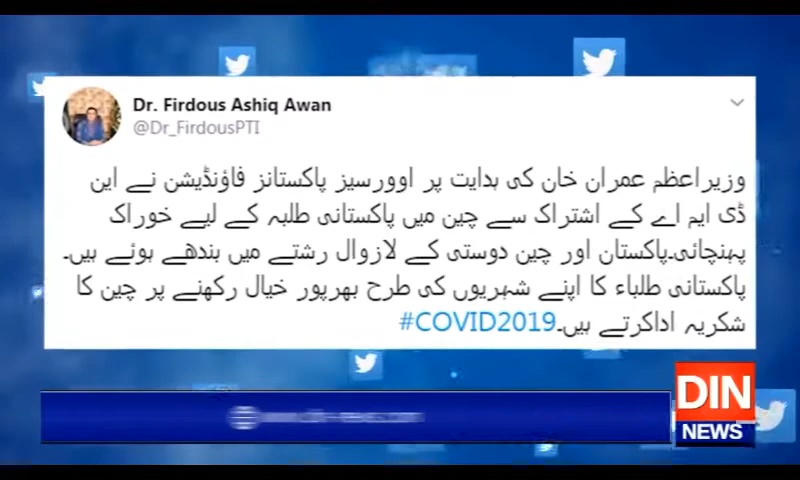 Dr. Firdous Ashiq Awan
@Dr_FirdousPTI
وزیراعظم عمران خان کی ہدایت پر اوورسیز پاکستانز فاؤنڈیشن نے این
ڈی ایم اے کے اشتراک سے چین میں پاکستانی طلبہ کے لیے خوراک
پہنچائی۔پاکستان اور چین دوستی کے لازوال رشتے میں بندھے ہوئے ہیں۔
پاکستانی طلباء کا اپنے شہریوں کی طرح بھرپور خیال رکھنے پر چین کا
شکریہ اداکرتے ہیں۔#COVID2019
DIN
NEWS